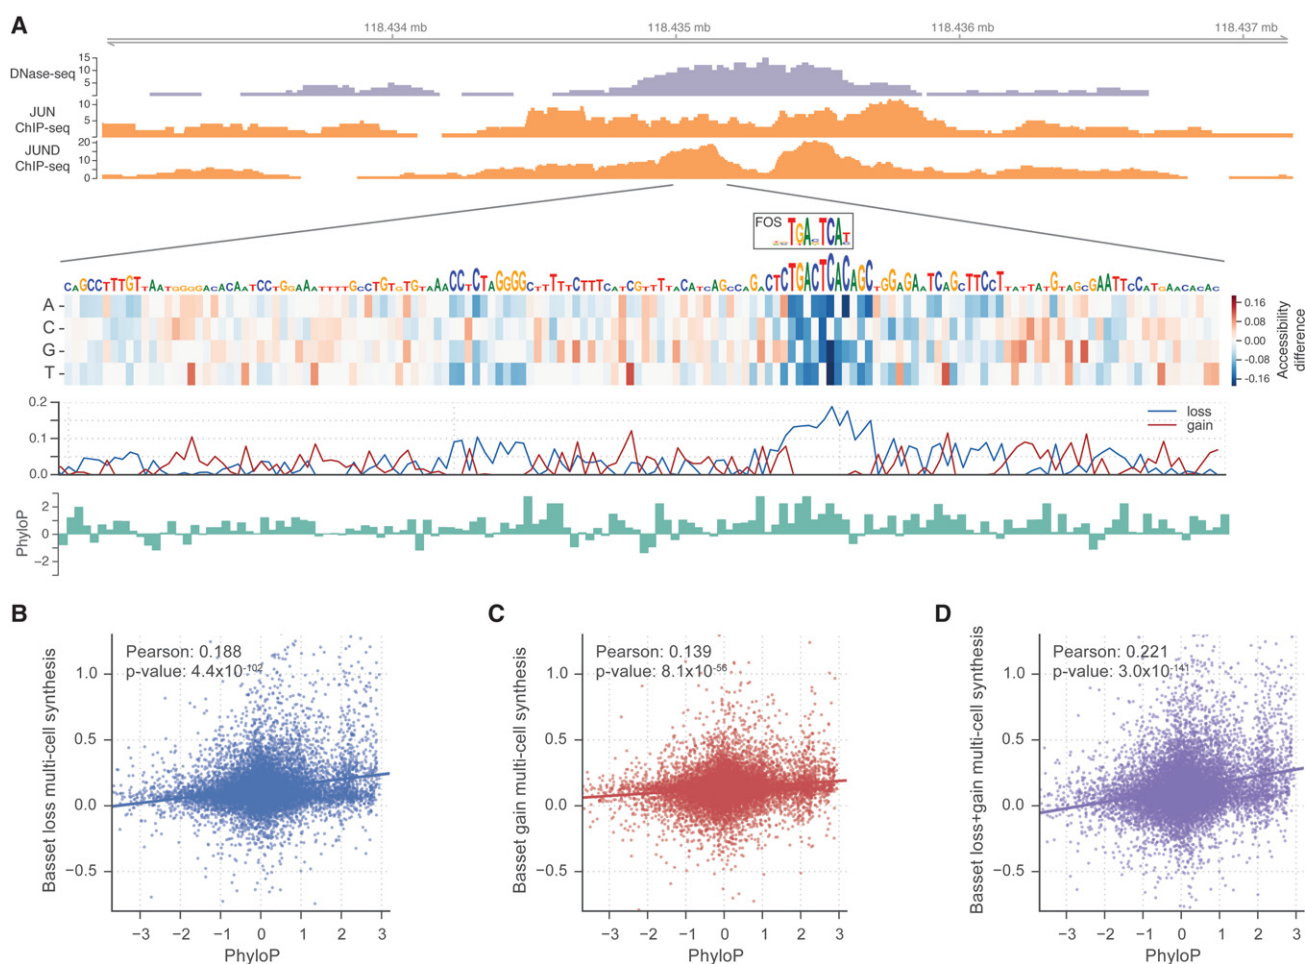 A
118.434 mb
118.435 mb
118.436 mb
118.437 mb
DNase-seq
15
10
5
0
JUN
ChIP-seq
10
5
0
JUND
ChIP-seq
20
10
0
FOS
TGA TCA
CAGCCTTTGTTAATGGGGACACAATCCTGGAAATTTTGCCTGTGTGTAAACCTCTAGGGGCTTTTTCTTTCATCGTTTTACATCAGCCAGACTCTGACTCACAGCTGGAGAATCAGCTTCCTTATTATGTAGCGAATTCCATGAACACAC
A
C
G
T
0.16
0.08
0.00
-0.08
-0.16
Accessibility
difference
0.2
0.1
0.0
loss
gain
PhyloP
2
0
−2
B
Basset loss multi-cell synthesis
Pearson: 0.188
p-value: 4.4x10-102
1.0
0.5
0.0
−0.5
−3 −2 −1 0 1 2 3
PhyloP
C
Basset gain multi-cell synthesis
Pearson: 0.139
p-value: 8.1x10-56
1.0
0.5
0.0
−0.5
−3 −2 −1 0 1 2 3
PhyloP
D
Basset loss+gain multi-cell synthesis
Pearson: 0.221
p-value: 3.0x10-141
1.0
0.5
0.0
−0.5
−3 −2 −1 0 1 2 3
PhyloP